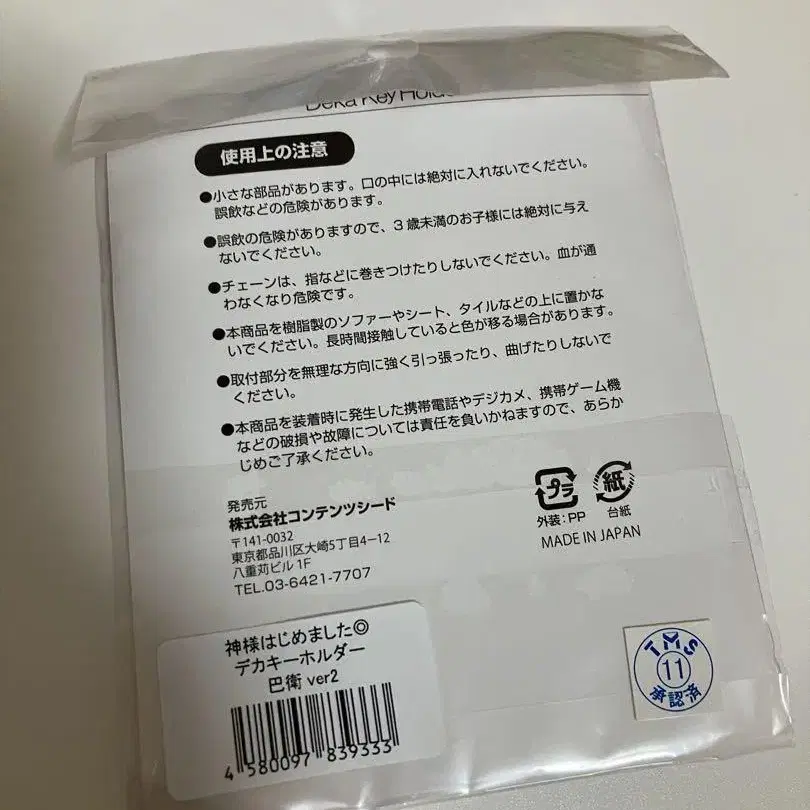 Deka Key Holde
使用上の注意
●小さな部品があります。口の中には絶対に入れないでください。
誤飲などの危険があります。
●誤飲の危険がありますので、3歳未満のお子様には絶対に与え
ないでください。
●チェーンは、指などに巻きつけたりしないでください。血が通
わなくなり危険です。
●本商品を樹脂製のソファーやシート、タイルなどの上に置かな
いでください。長時間接触していると色が移る場合があります。
●取付部分を無理な方向に強く引っ張ったり、曲げたりしないで
ください。
●本商品を装着時に発生した携帯電話やデジカメ、携帯ゲーム機
などの破損や故障については責任を負いかねますので、あらか
じめご了承ください。
発売元
株式会社コンテンツシード
〒141-0032
東京都品川区大崎5丁目4-12
八重苅ビル1F
TEL.03-6421-7707
プラ
外装:PP
紙
台紙
MADE IN JAPAN
神様はじめました◎
デカキーホルダー
巴衛 ver2
4 580097 839333
TMS
11
承認済